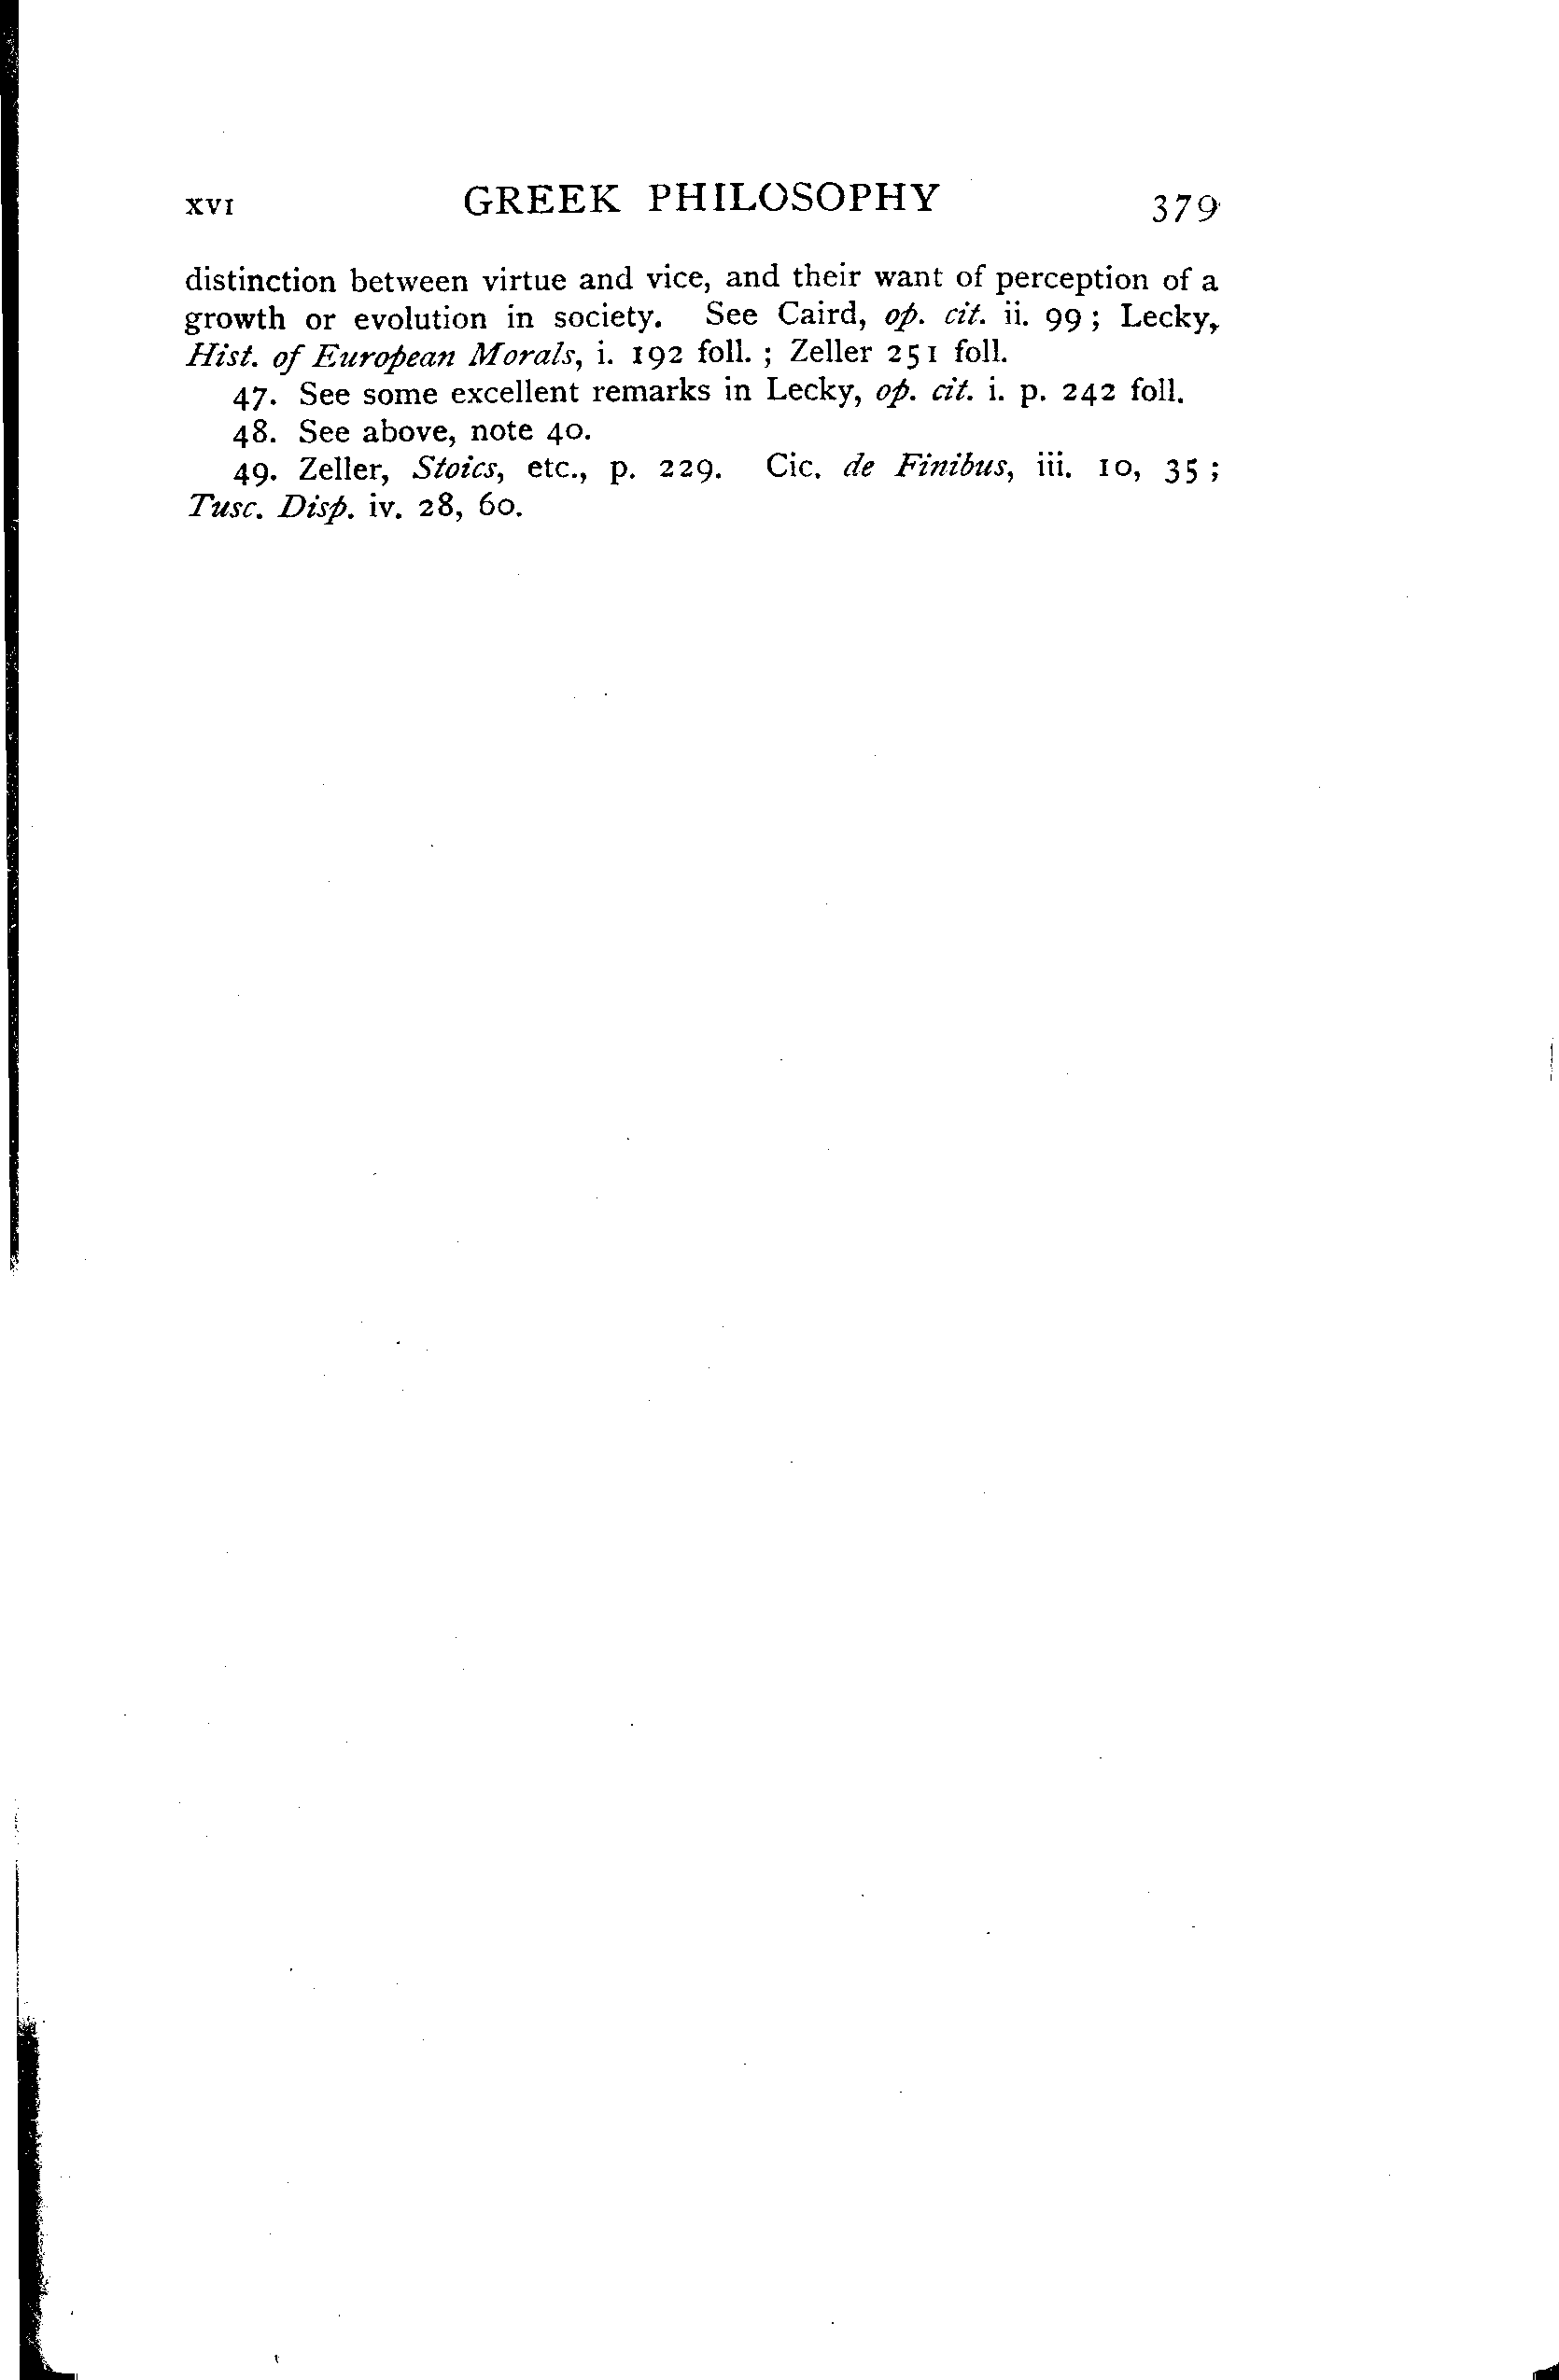 XVI GREEK PHILOSOPHY 379
distinction between virtue and vice, and their want of perception of a
growth or evolution in society. See Caird, op. cit. ii. 99 ; Lecky,
Hist. of European Morals, i. 192 foll. ; Zeller 251 foll.
47. See some excellent remarks in Lecky, op. cit. i. p. 242 foll.
48. See above, note 40.
49. Zeller, Stoics, etc., p. 229. Cic. de Finibus, iii. 10, 35 ;
Tusc. Disp. iv. 28, 60.